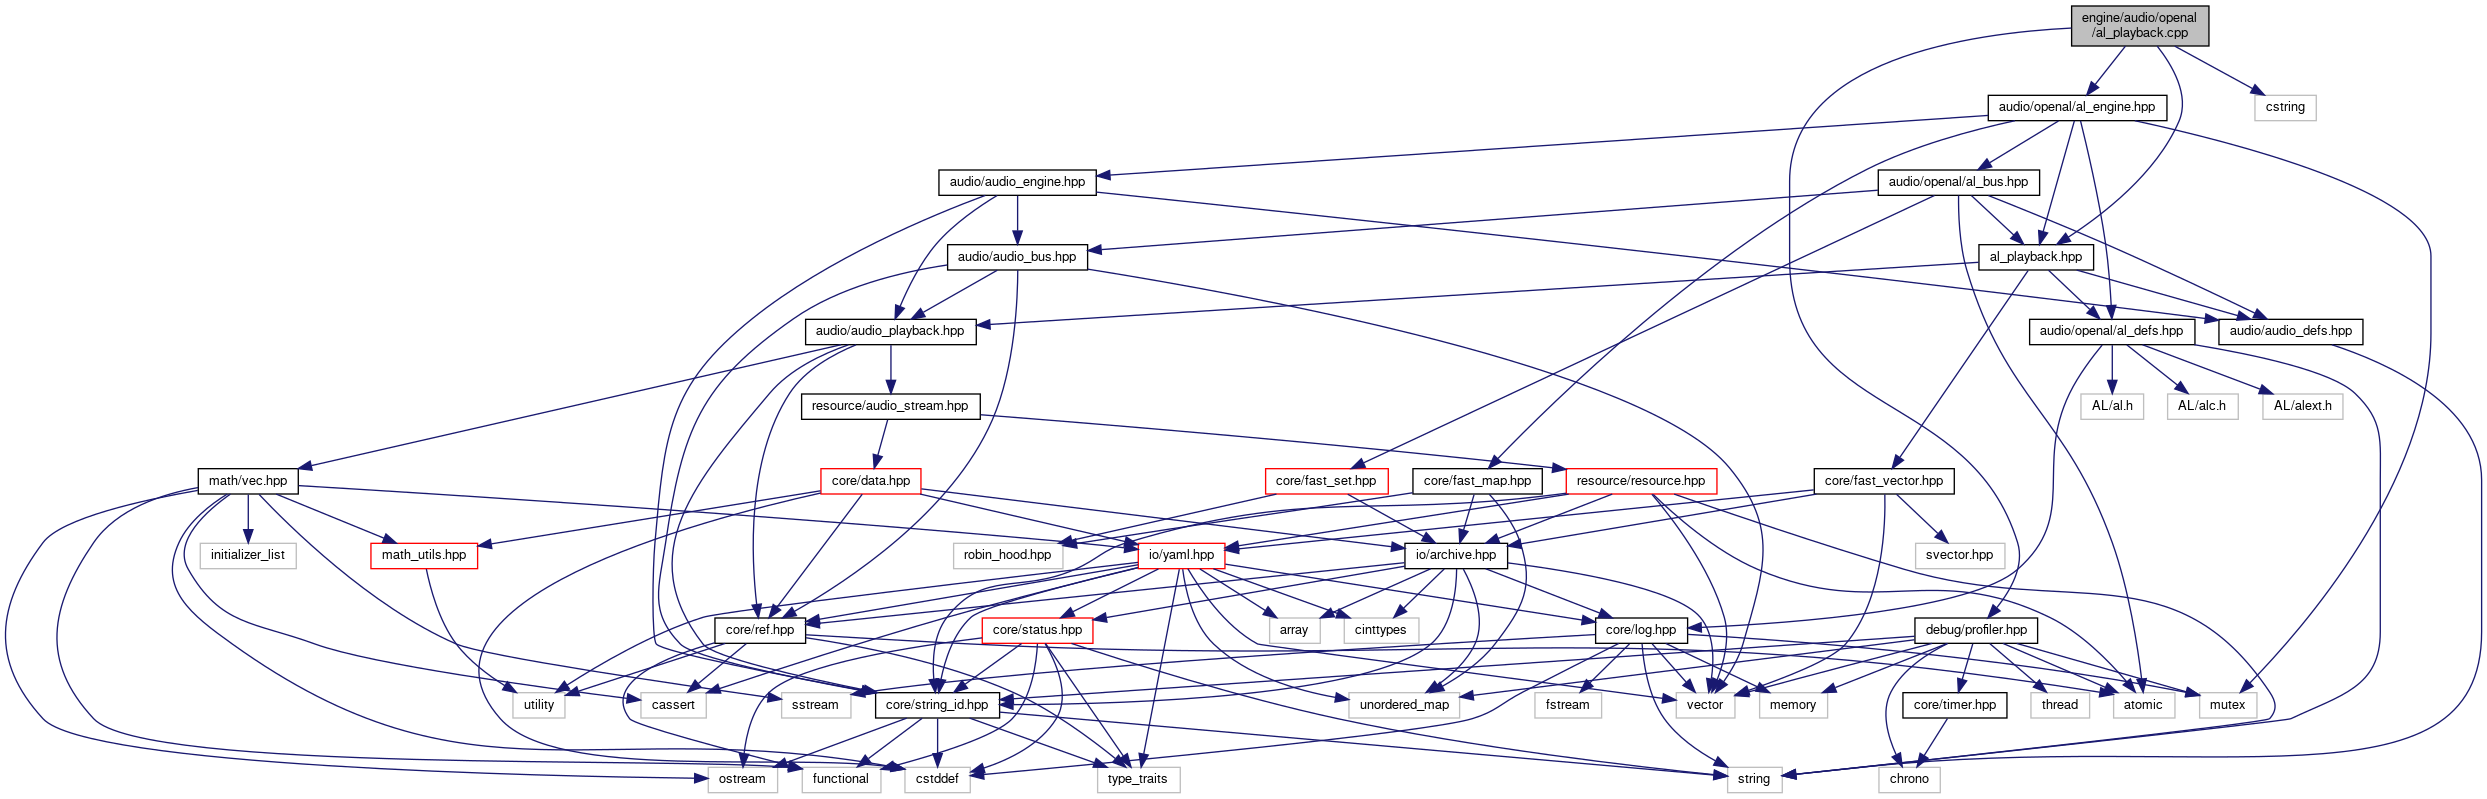 engine/audio/openal
/al_playback.cpp
audio/openal/al_engine.hpp
cstring
audio/audio_engine.hpp
audio/openal/al_bus.hpp
audio/audio_bus.hpp
al_playback.hpp
audio/audio_playback.hpp
audio/openal/al_defs.hpp
audio/audio_defs.hpp
resource/audio_stream.hpp
AL/al.h
AL/alc.h
AL/alext.h
math/vec.hpp
core/data.hpp
core/fast_set.hpp
core/fast_map.hpp
resource/resource.hpp
core/fast_vector.hpp
initializer_list
math_utils.hpp
robin_hood.hpp
io/yaml.hpp
io/archive.hpp
svector.hpp
core/ref.hpp
core/status.hpp
array
cinttypes
core/log.hpp
debug/profiler.hpp
utility
cassert
sstream
core/string_id.hpp
unordered_map
fstream
vector
memory
core/timer.hpp
thread
atomic
mutex
ostream
functional
cstddef
type_traits
string
chrono